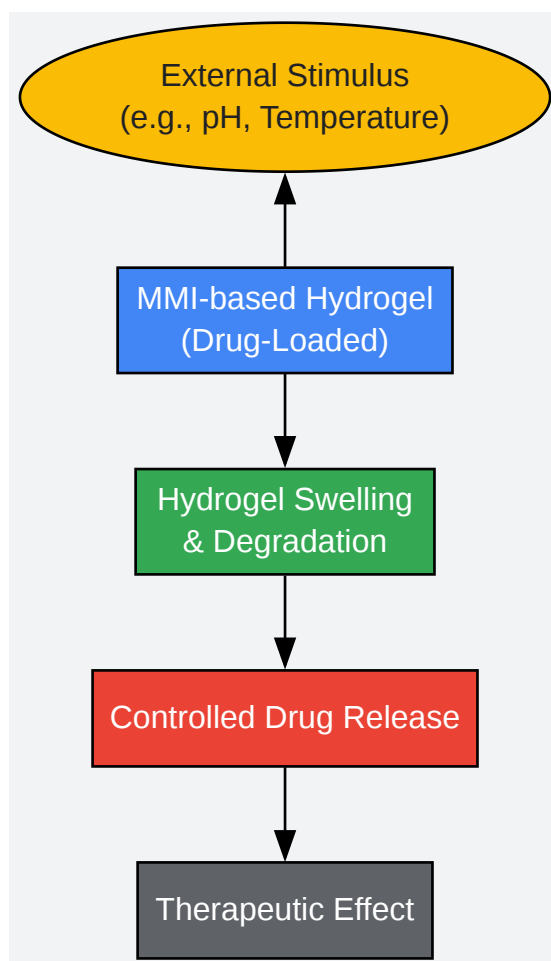 External Stimulus
(e.g., pH, Temperature)
MMI-based Hydrogel
(Drug-Loaded)
Hydrogel Swelling
& Degradation
Controlled Drug Release
Therapeutic Effect